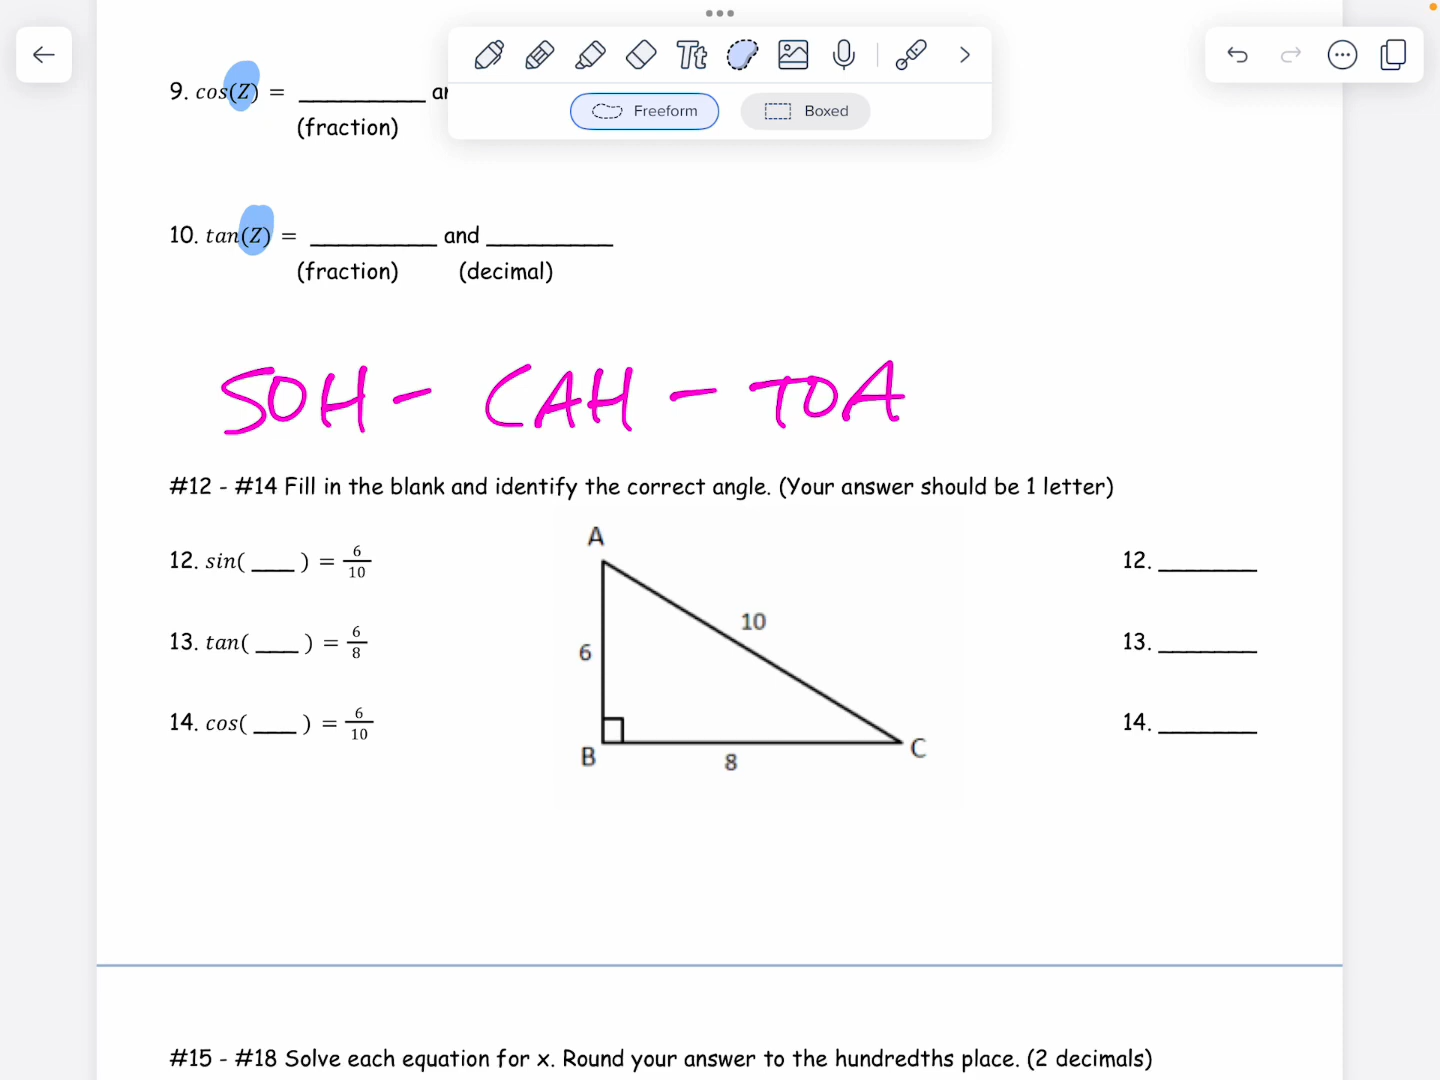 9. cos(Z) = __________ ar
(fraction)
Freeform
Boxed
Tt
10. tan(Z) = __________ and __________
(fraction) (decimal)
SOH - CAH - TOA
#12 - #14 Fill in the blank and identify the correct angle. (Your answer should be 1 letter)
12. sin( ___ ) = 6/10
13. tan( ___ ) = 6/8
14. cos( ___ ) = 6/10
A
10
6
B
8
C
12. ________
13. ________
14. ________
#15 - #18 Solve each equation for x. Round your answer to the hundredths place. (2 decimals)